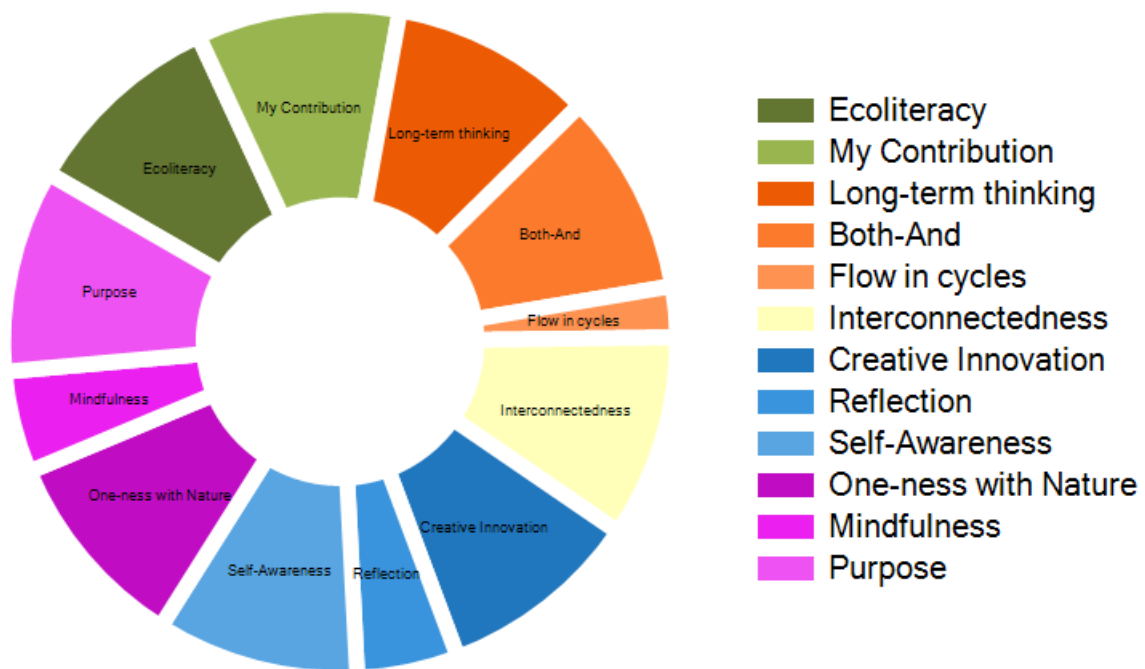 My Contribution
Long-term thinking
Ecoliteracy
Both-And
Purpose
Flow in cycles
Mindfulness
Interconnectedness
One-ness with Nature
Creative Innovation
Self-Awareness
Reflection
Ecoliteracy
My Contribution
Long-term thinking
Both-And
Flow in cycles
Interconnectedness
Creative Innovation
Reflection
Self-Awareness
One-ness with Nature
Mindfulness
Purpose